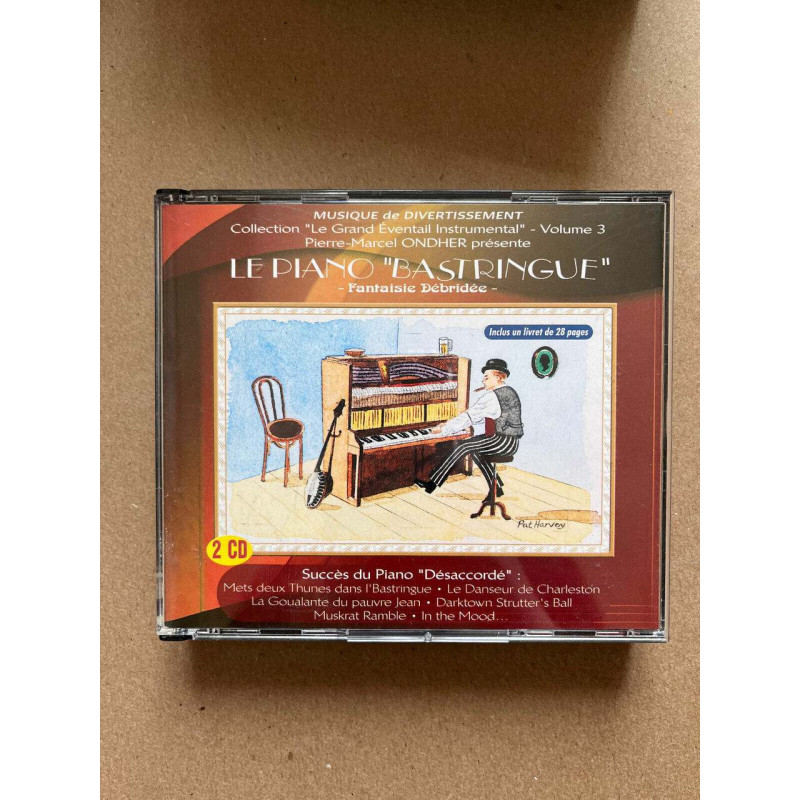 MUSIQUE de DIVERTISSEMENT
Collection "Le Grand Éventail Instrumental" - Volume 3
Pierre-Marcel ONDHER présente
LE PIANO "BASTRINGUE"
- Fantaisie Débridée -
Inclus un livret de 28 pages
Pat Harvey
2 CD
Succès du Piano "Désaccordé" :
Mets deux Thunes dans l'Bastringue • Le Danseur de Charleston
La Goualante du pauvre Jean • Darktown Strutter's Ball
Muskrat Ramble • In the Mood...